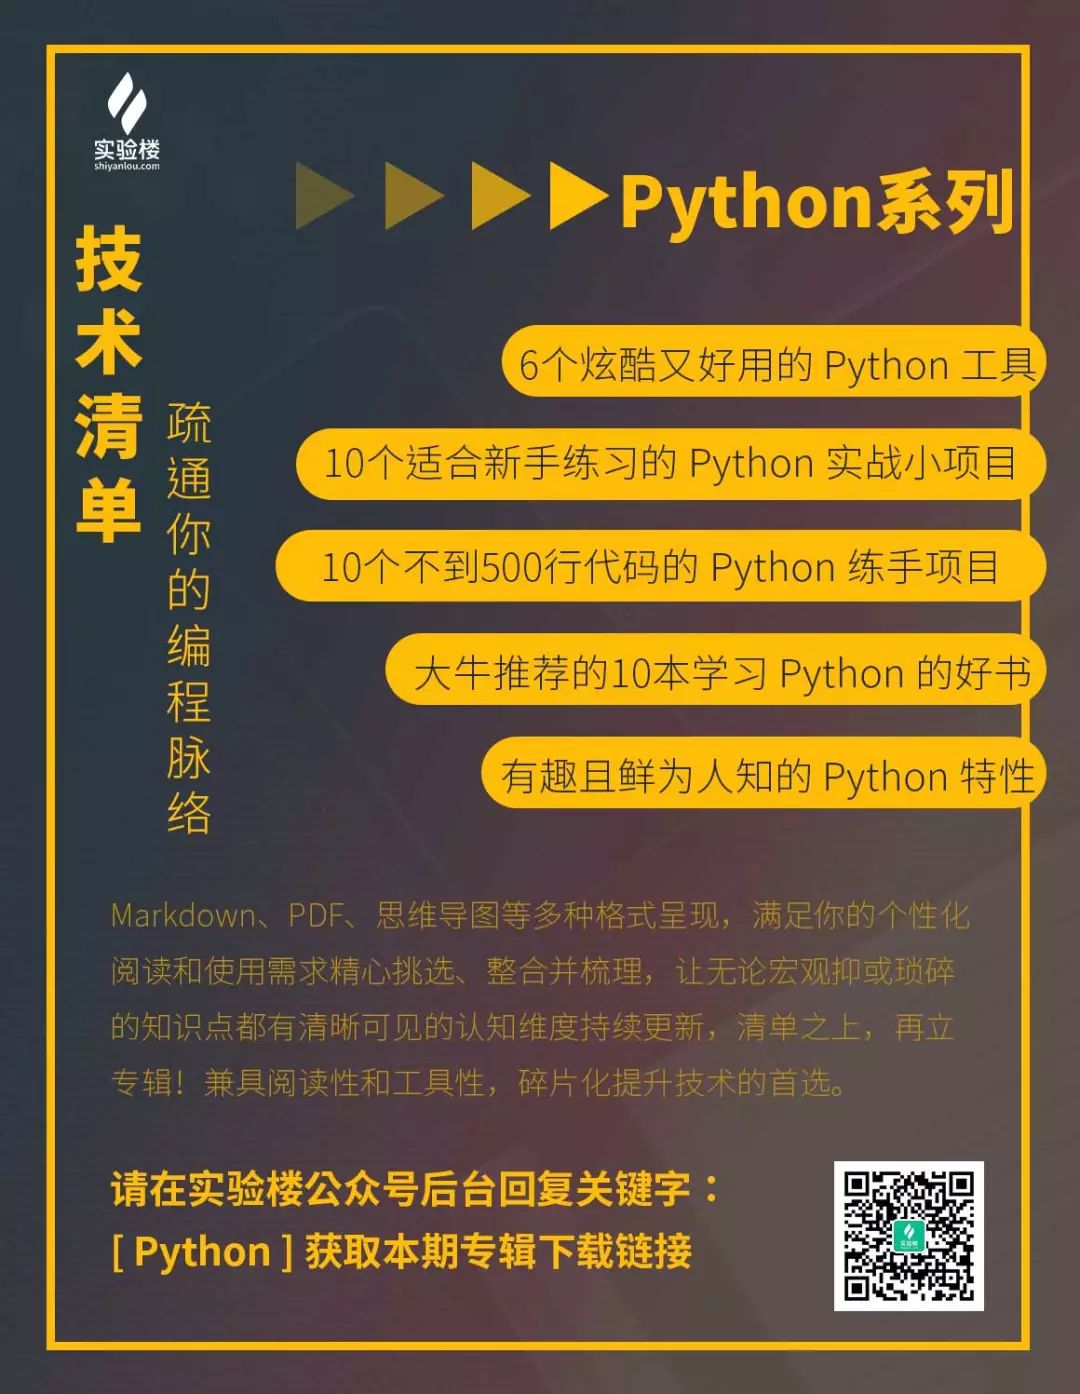 实验楼
shiyanlou.com
Python系列
技术清单
疏通你的编程脉络
6个炫酷又好用的 Python 工具
10个适合新手练习的 Python 实战小项目
10个不到500行代码的 Python 练手项目
大牛推荐的10本学习 Python 的好书
有趣且鲜为人知的 Python 特性
Markdown、PDF、思维导图等多种格式呈现，满足你的个性化
阅读和使用需求精心挑选、整合并梳理，让无论宏观抑或琐碎
的知识点都有清晰可见的认知维度持续更新，清单之上，再立
专辑！兼具阅读性和工具性，碎片化提升技术的首选。
请在实验楼公众号后台回复关键字：
[ Python ] 获取本期专辑下载链接
实验楼